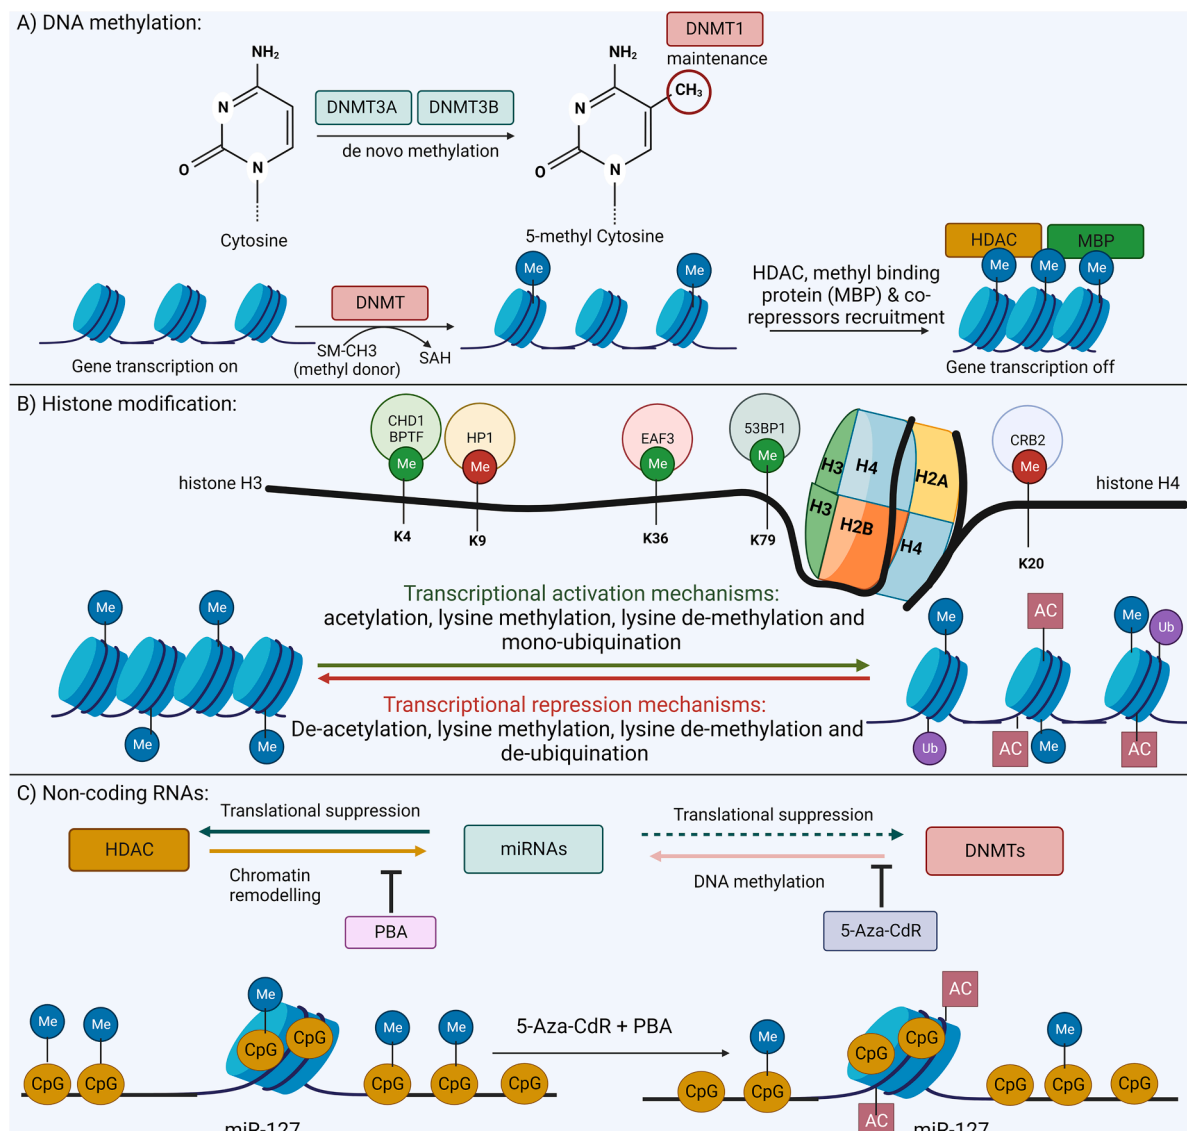 A) DNA methylation:
DNMT1
maintenance
NH₂
NH₂
CH₃
N
DNMT3A
DNMT3B
N
de novo methylation
O
N
O
N
Cytosine
5-methyl Cytosine
HDAC
MBP
Me
Me
Me
Me
Me
HDAC, methyl binding
protein (MBP) & co-
repressors recruitment
DNMT
SM-CH3
(methyl donor)
SAH
Gene transcription on
Gene transcription off
B) Histone modification:
CHD1
BPTF
Me
HP1
Me
EAF3
Me
53BP1
Me
CRB2
Me
H3
H4
H2A
H3
H2B
H4
histone H3
histone H4
K4
K9
K36
K79
K20
Transcriptional activation mechanisms:
acetylation, lysine methylation, lysine de-methylation and
mono-ubiquination
Me
Me
Me
Me
Me
AC
Me
Ub
Ub
AC
Me
AC
Transcriptional repression mechanisms:
De-acetylation, lysine methylation, lysine de-methylation and
de-ubiquination
C) Non-coding RNAs:
Translational suppression
Translational suppression
HDAC
miRNAs
DNMTs
Chromatin
remodelling
DNA methylation
PBA
5-Aza-CdR
Me
Me
Me
Me
Me
CpG
CpG
CpG
CpG
CpG
CpG
CpG
5-Aza-CdR + PBA
AC
Me
Me
CpG
CpG
CpG
CpG
CpG
CpG
CpG
AC
miR-127
miR-127